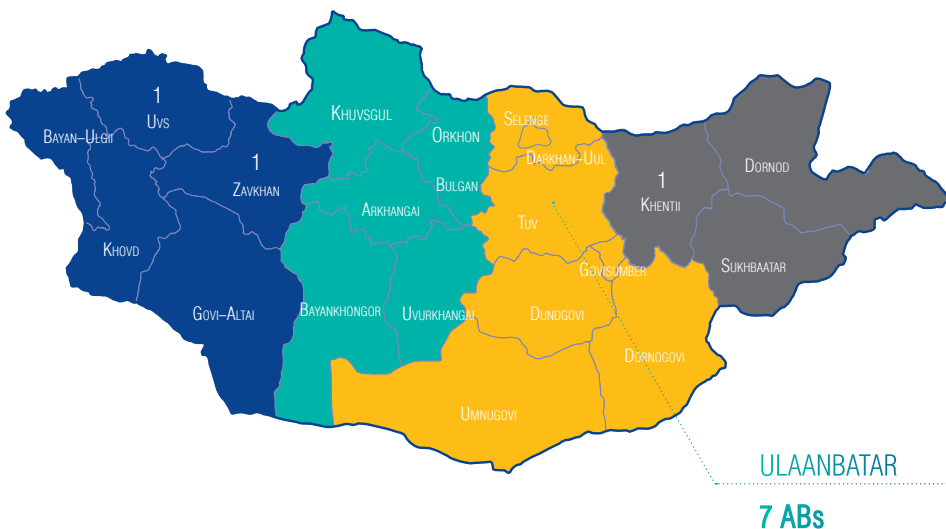 1
UVS
BAYAN–ULGII
KHUVSGUL
ORKHON
SELENGE
DARKHAN–UUL
1
ZAVKHAN
BULGAN
ARKHANGAI
1
KHENTII
DORNOD
TUV
KHOVD
GOVISUMBER
SUKHBAATAR
GOVI–ALTAI
BAYANKHONGOR
UVURKHANGAI
DUNDGOVI
DORNOGOVI
UMNUGOVI
ULAANBATAR
7 ABs